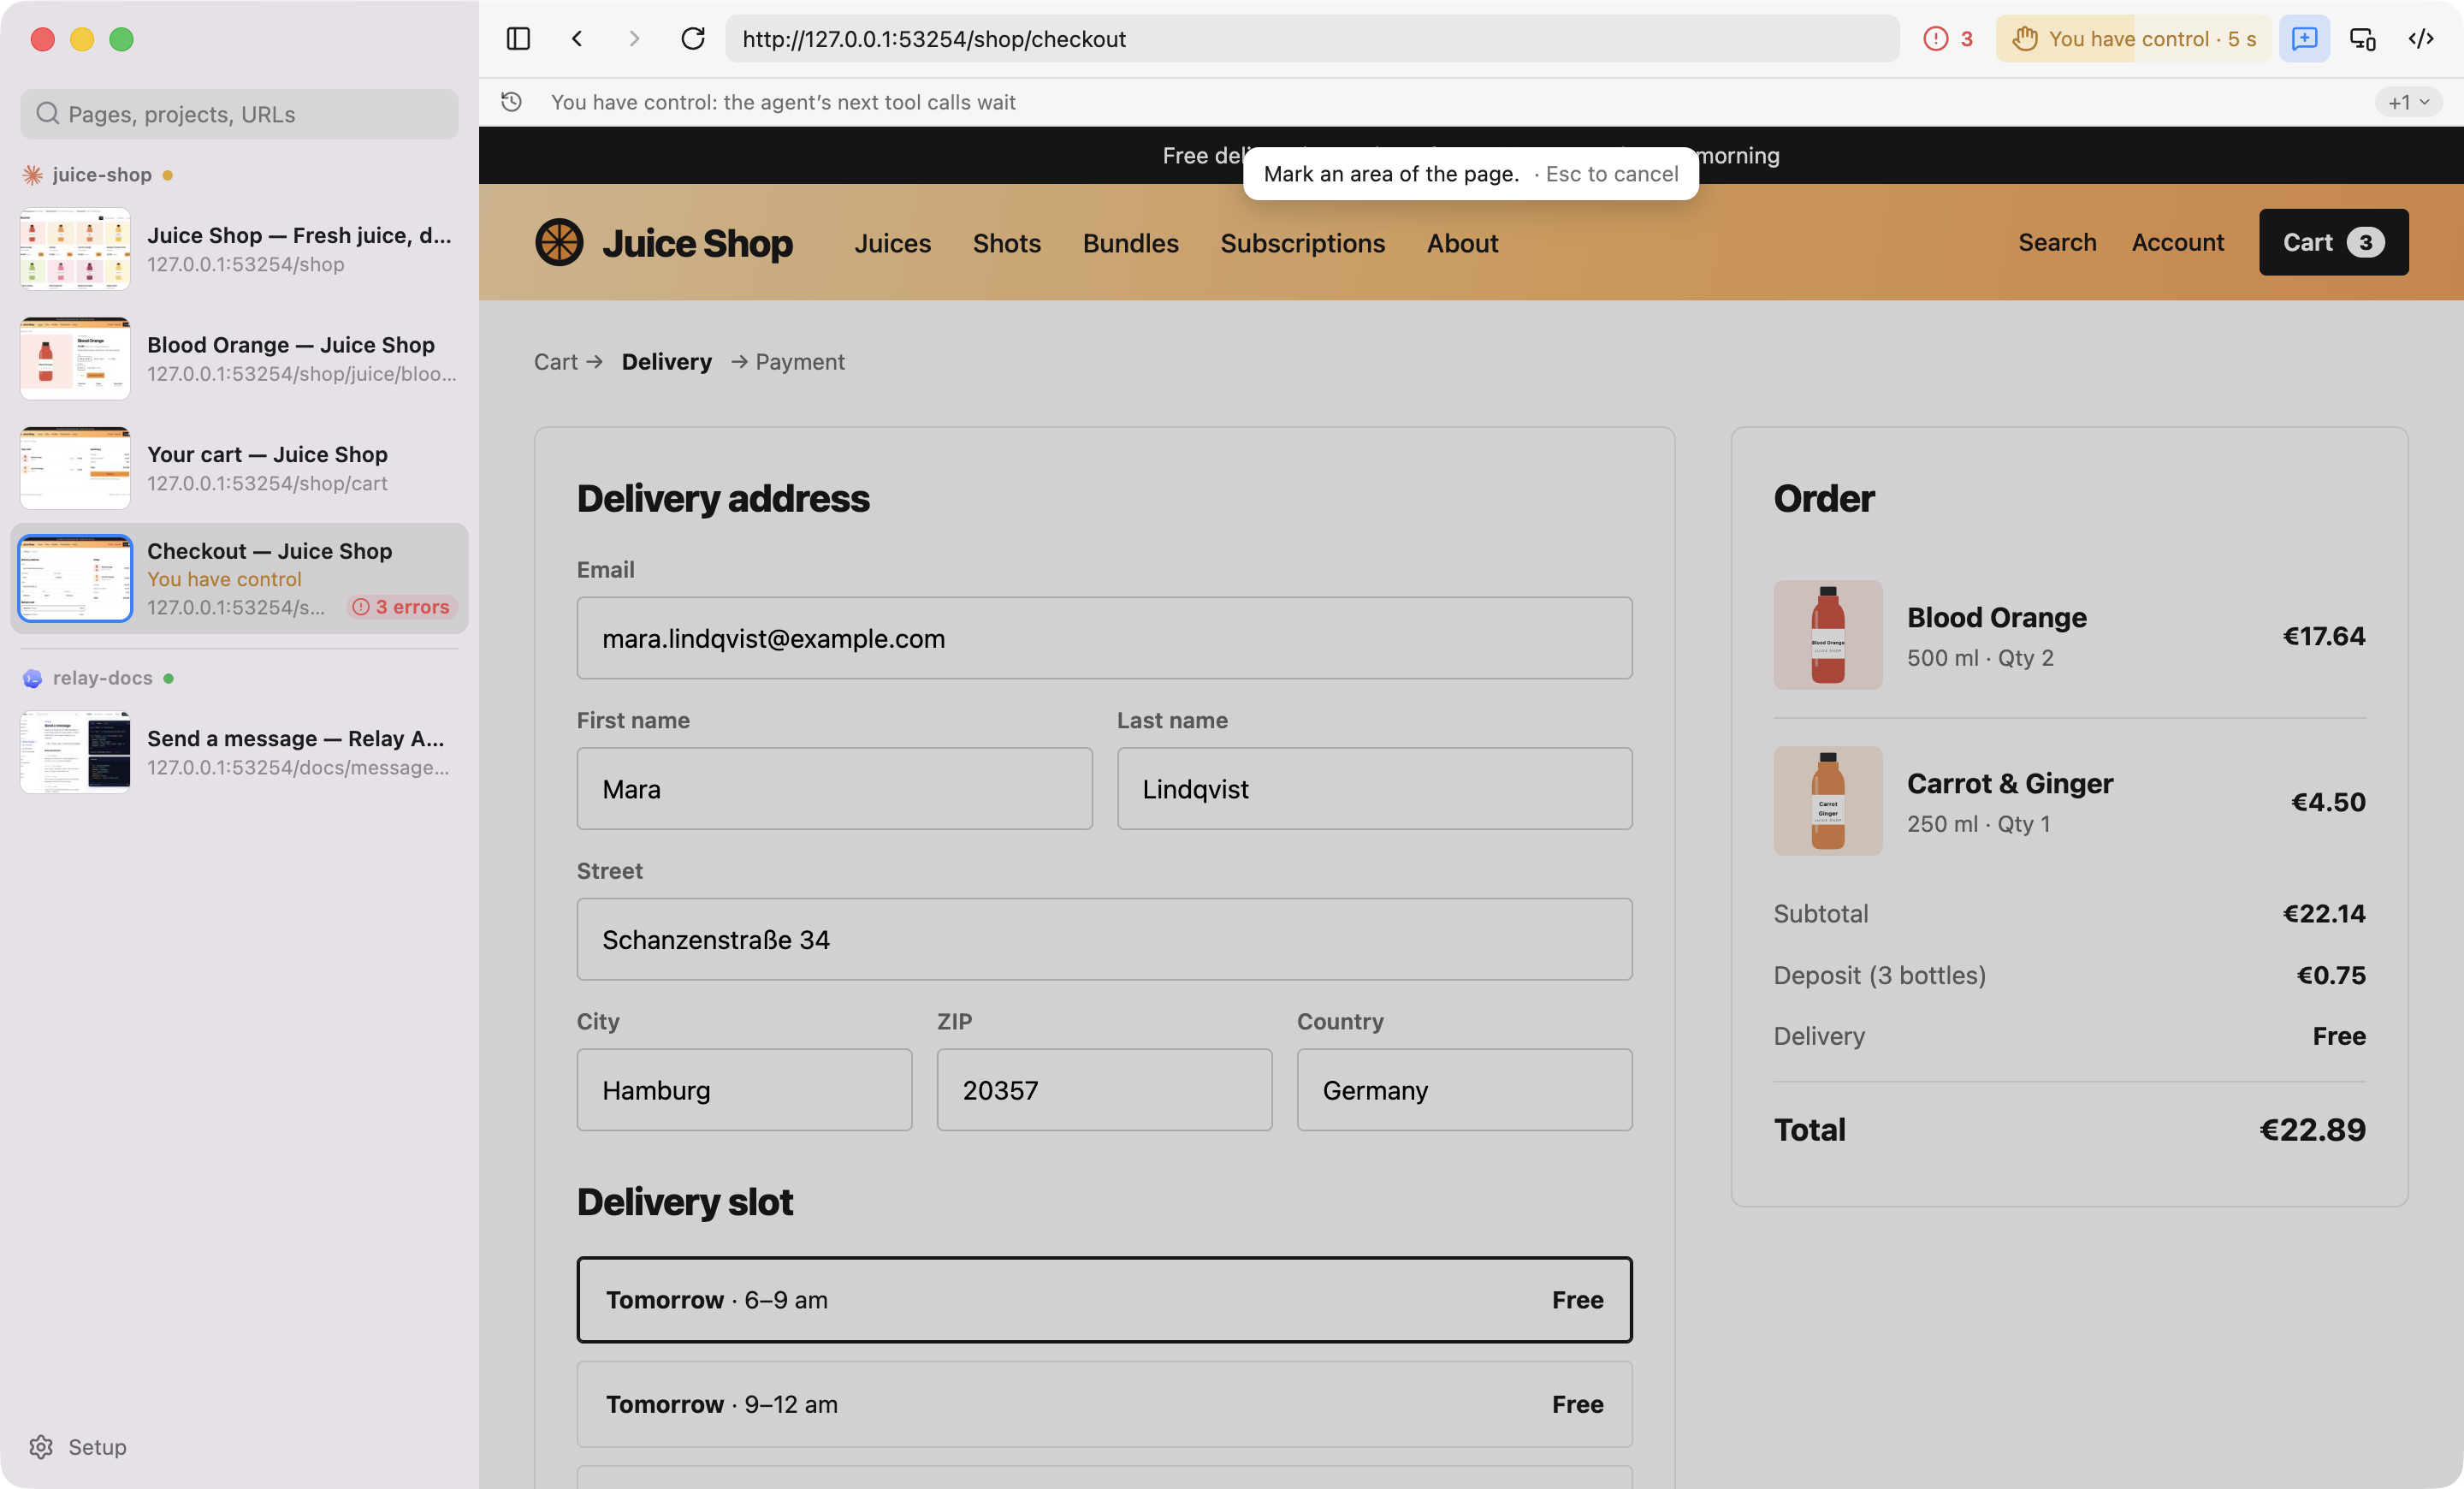 http://127.0.0.1:53254/shop/checkout
3
You have control · 5 s
Pages, projects, URLs
You have control: the agent’s next tool calls wait
+1
juice-shop
Juice Shop — Fresh juice, d...
127.0.0.1:53254/shop
Blood Orange — Juice Shop
127.0.0.1:53254/shop/juice/bloo...
Your cart — Juice Shop
127.0.0.1:53254/shop/cart
Checkout — Juice Shop
You have control
127.0.0.1:53254/s...
3 errors
relay-docs
Send a message — Relay A...
127.0.0.1:53254/docs/message...
Setup
Free morning
Mark an area of the page. · Esc to cancel
Juice Shop
Juices
Shots
Bundles
Subscriptions
About
Search
Account
Cart 3
Cart → Delivery → Payment
Delivery address
Email
mara.lindqvist@example.com
First name
Last name
Mara
Lindqvist
Street
Schanzenstraße 34
City
ZIP
Country
Hamburg
20357
Germany
Delivery slot
Tomorrow · 6–9 am
Free
Tomorrow · 9–12 am
Free
Order
Blood Orange
500 ml · Qty 2
€17.64
Blood Orange
JUICE SHOP
Carrot & Ginger
250 ml · Qty 1
€4.50
Carrot
Ginger
JUICE SHOP
Subtotal
€22.14
Deposit (3 bottles)
€0.75
Delivery
Free
Total
€22.89